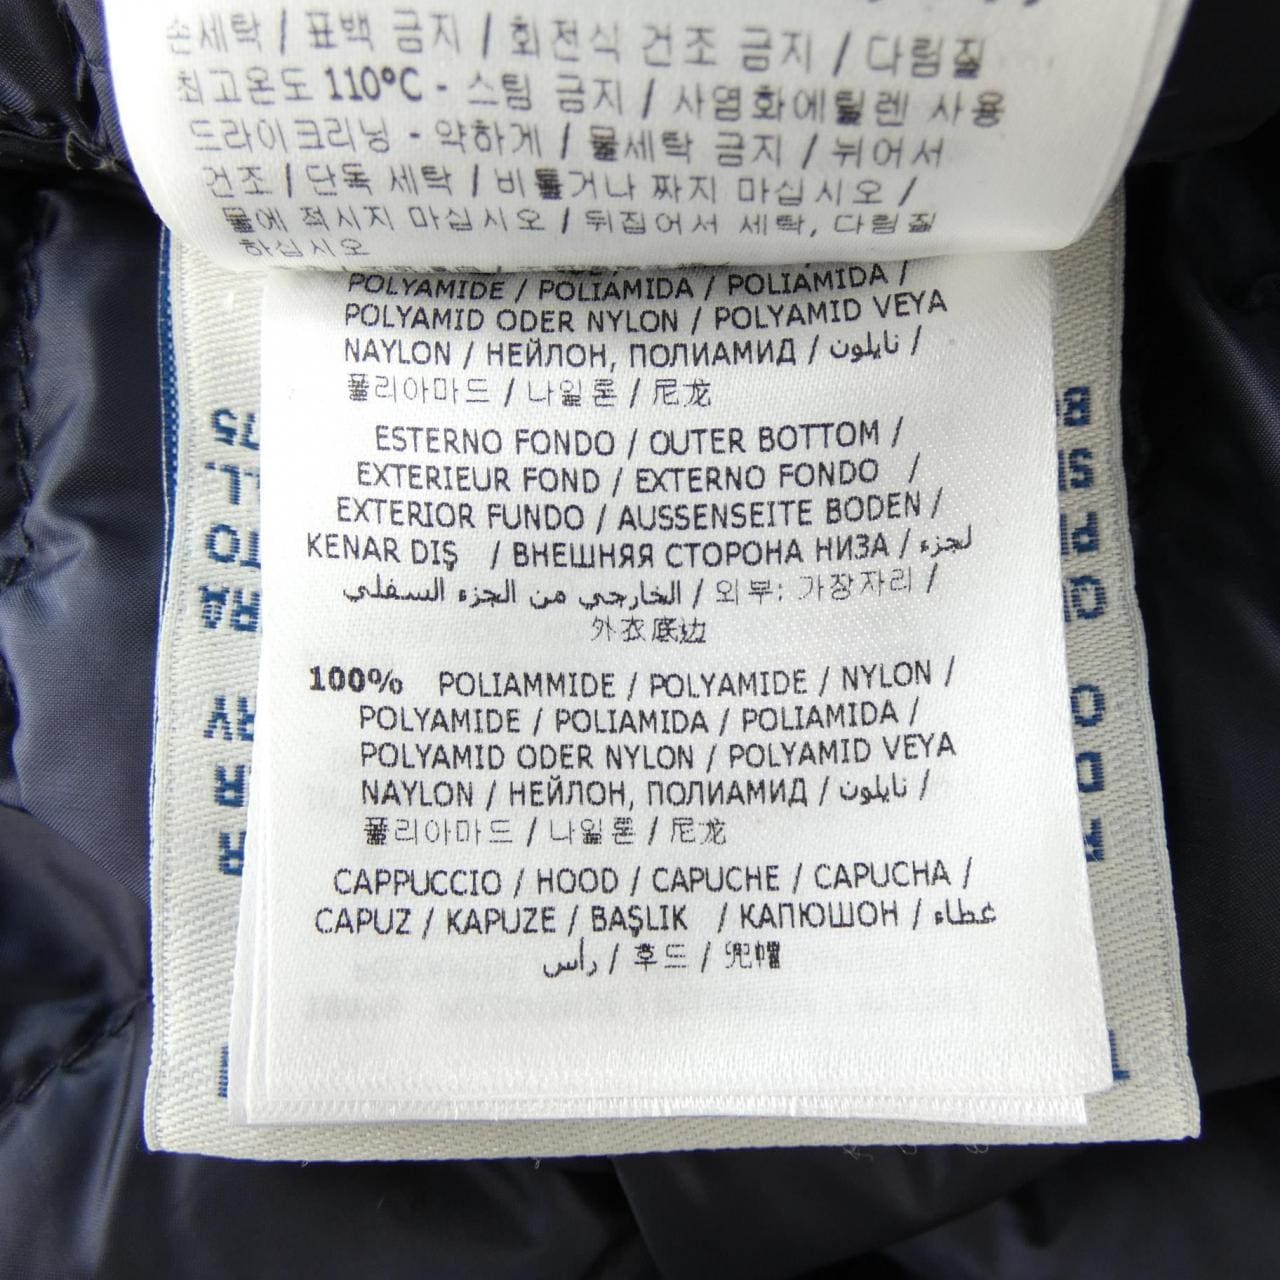 손세탁 / 표백 금지 / 회전식 건조 금지 / 다림질
최고온도 110°C - 스팀 금지 / 사염화에틸렌 사용
드라이크리닝 - 약하게 / 물세탁 금지 / 뉘어서
건조 / 단독 세탁 / 비틀거나 짜지 마십시오 /
물에 적시지 마십시오 / 뒤집어서 세탁, 다림질
하십시오
POLYAMIDE / POLIAMIDA / POLIAMIDA /
POLYAMID ODER NYLON / POLYAMID VEYA
NAYLON / НЕЙЛОН, ПОЛИАМИД / نايلون /
폴리아마드 / 나일론 / 尼龙
ESTERNO FONDO / OUTER BOTTOM /
EXTERIEUR FOND / EXTERNO FONDO /
EXTERIOR FUNDO / AUSSENSEITE BODEN /
KENAR DIŞ / ВНЕШНЯЯ СТОРОНА НИЗА / لجزء
الخارجي من الجزء السفلي / 외부: 가장자리 /
外衣底边
100% POLIAMMIDE / POLYAMIDE / NYLON /
POLYAMIDE / POLIAMIDA / POLIAMIDA /
POLYAMID ODER NYLON / POLYAMID VEYA
NAYLON / НЕЙЛОН, ПОЛИАМИД / نايلون /
폴리아마드 / 나일론 / 尼龙
CAPPUCCIO / HOOD / CAPUCHE / CAPUCHA /
CAPUZ / KAPUZE / BAŞLIK / КАПЮШОН / غطاء
رأس / 후드 / 兜帽